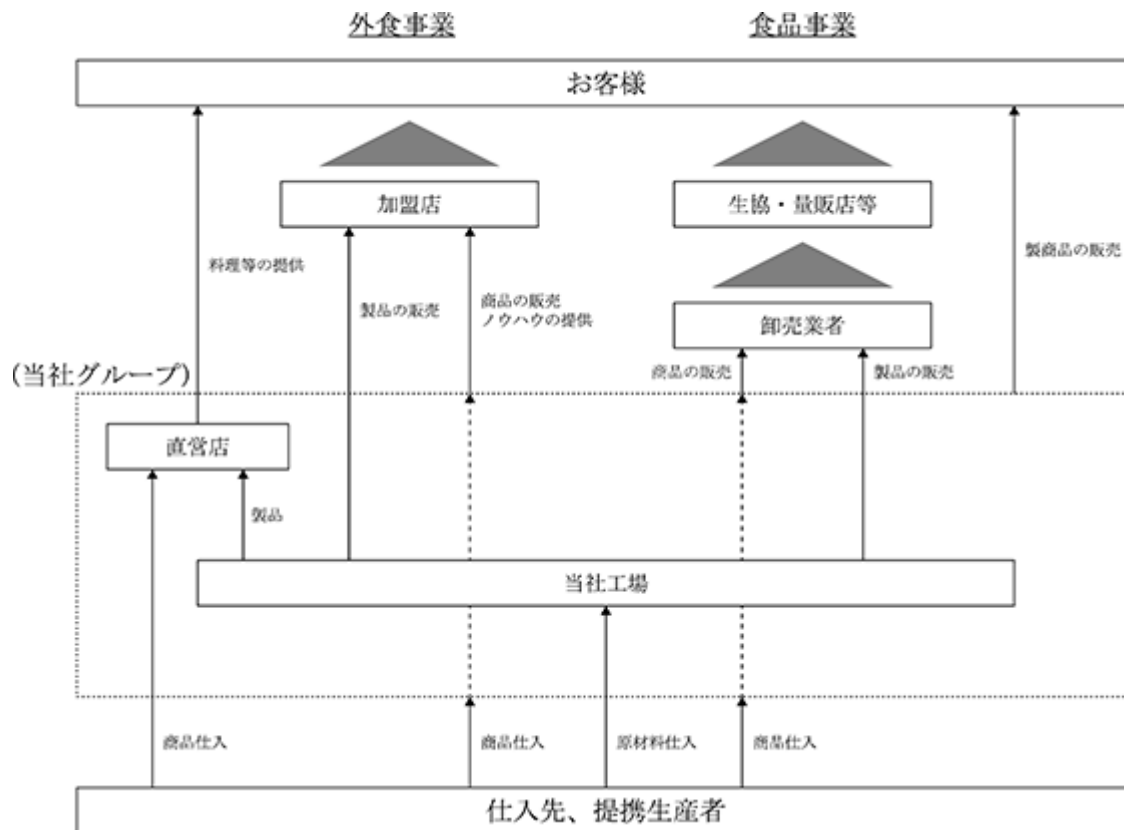 外食事業
食品事業
お客様
加盟店
生協・量販店等
料理等の提供
製品の販売
商品の販売
ノウハウの提供
製商品の販売
卸売業者
商品の販売
製品の販売
(当社グループ)
直営店
製品
当社工場
商品仕入
商品仕入
原材料仕入
商品仕入
仕入先、提携生産者